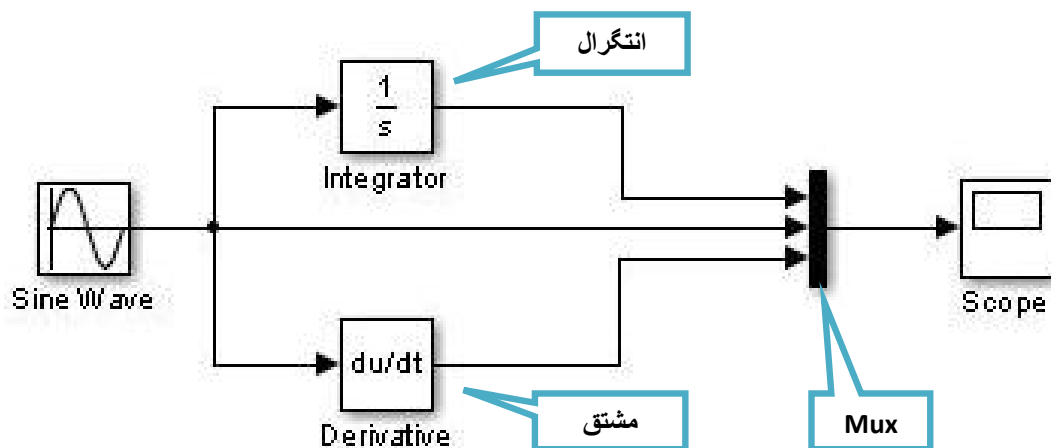 انتگرال
1
s
Integrator
Sine Wave
Scope
du/dt
Derivative
مشتق
Mux